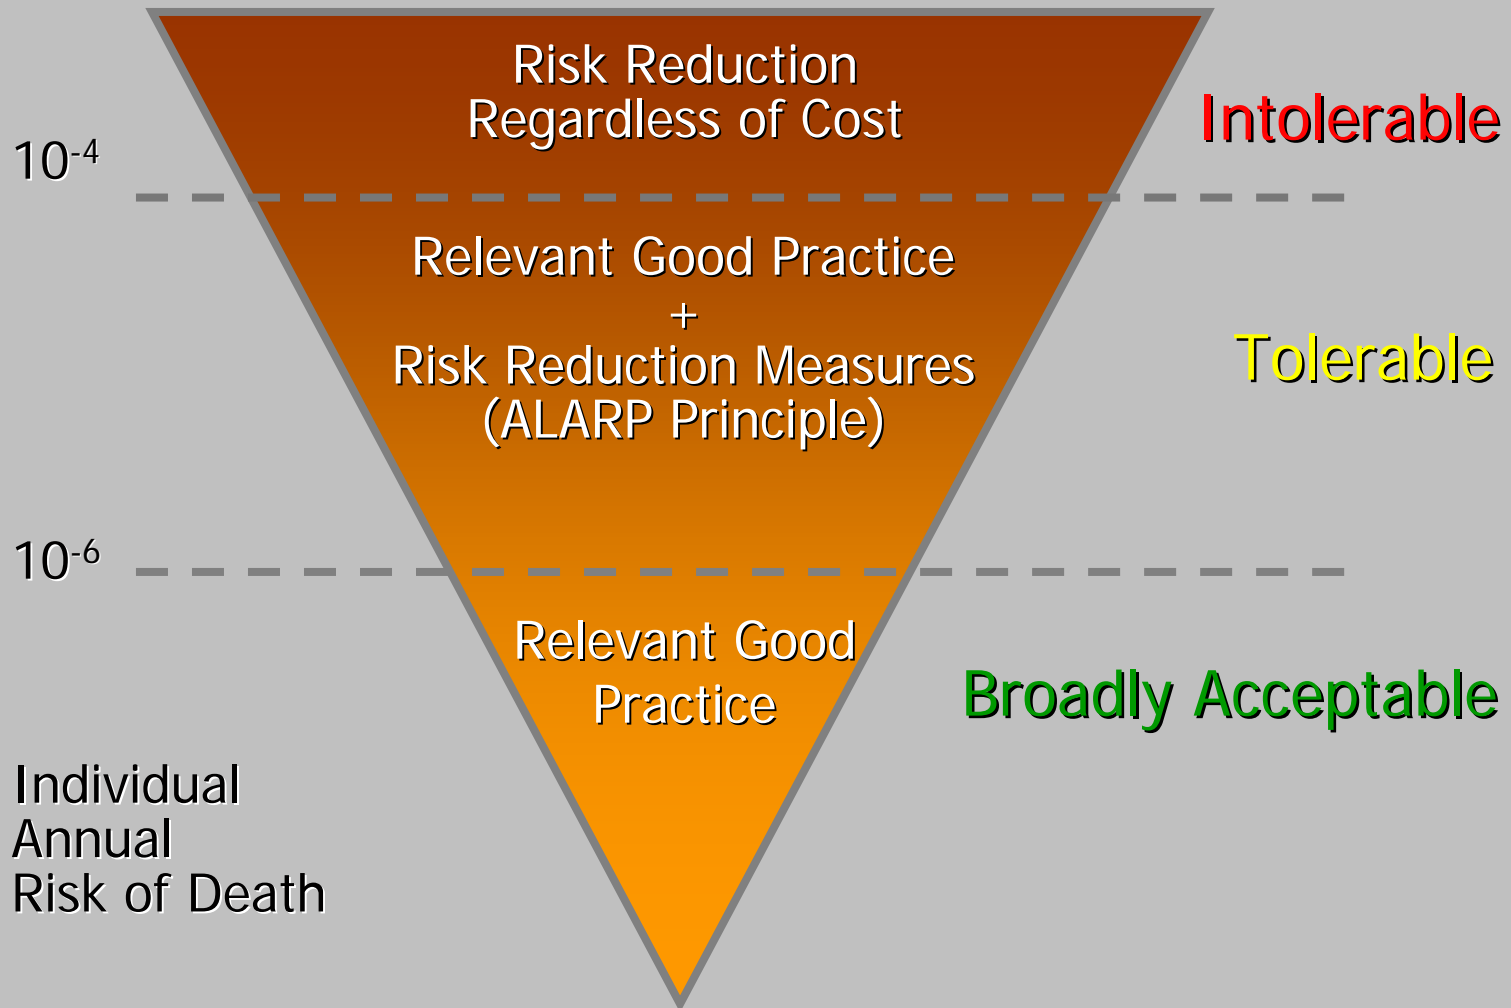 Risk Reduction
Regardless of Cost
Intolerable
10-4
Relevant Good Practice
+
Risk Reduction Measures
(ALARP Principle)
Tolerable
10-6
Relevant Good
Practice
Broadly Acceptable
Individual
Annual
Risk of Death